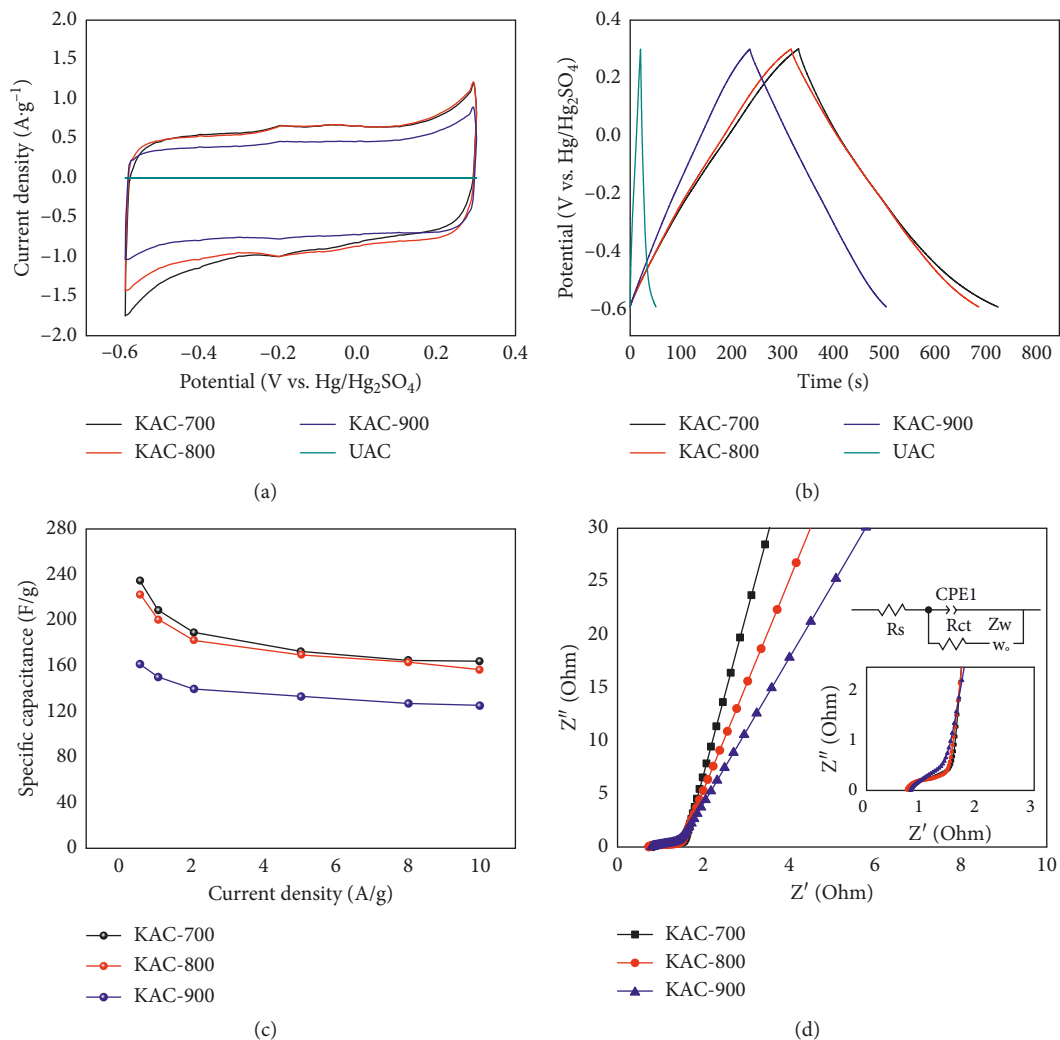 2.0
1.5
1.0
0.5
0.0
−0.5
−1.0
−1.5
−2.0
Current density (A·g⁻¹)
−0.6
−0.4
−0.2
0.0
0.2
0.4
Potential (V vs. Hg/Hg₂SO₄)
KAC-700
KAC-900
KAC-800
UAC
(a)
0.4
0.2
0.0
−0.2
−0.4
−0.6
Potential (V vs. Hg/Hg₂SO₄)
0
100
200
300
400
500
600
700
800
Time (s)
KAC-700
KAC-900
KAC-800
UAC
(b)
280
240
200
160
120
80
40
0
Specific capacitance (F/g)
0
2
4
6
8
10
Current density (A/g)
KAC-700
KAC-800
KAC-900
(c)
30
25
20
15
10
5
0
Z″ (Ohm)
0
2
4
6
8
10
Z′ (Ohm)
CPE1
Rs
Rct
Zw
wₒ
2
1
0
Z″ (Ohm)
0
1
2
3
Z′ (Ohm)
KAC-700
KAC-800
KAC-900
(d)